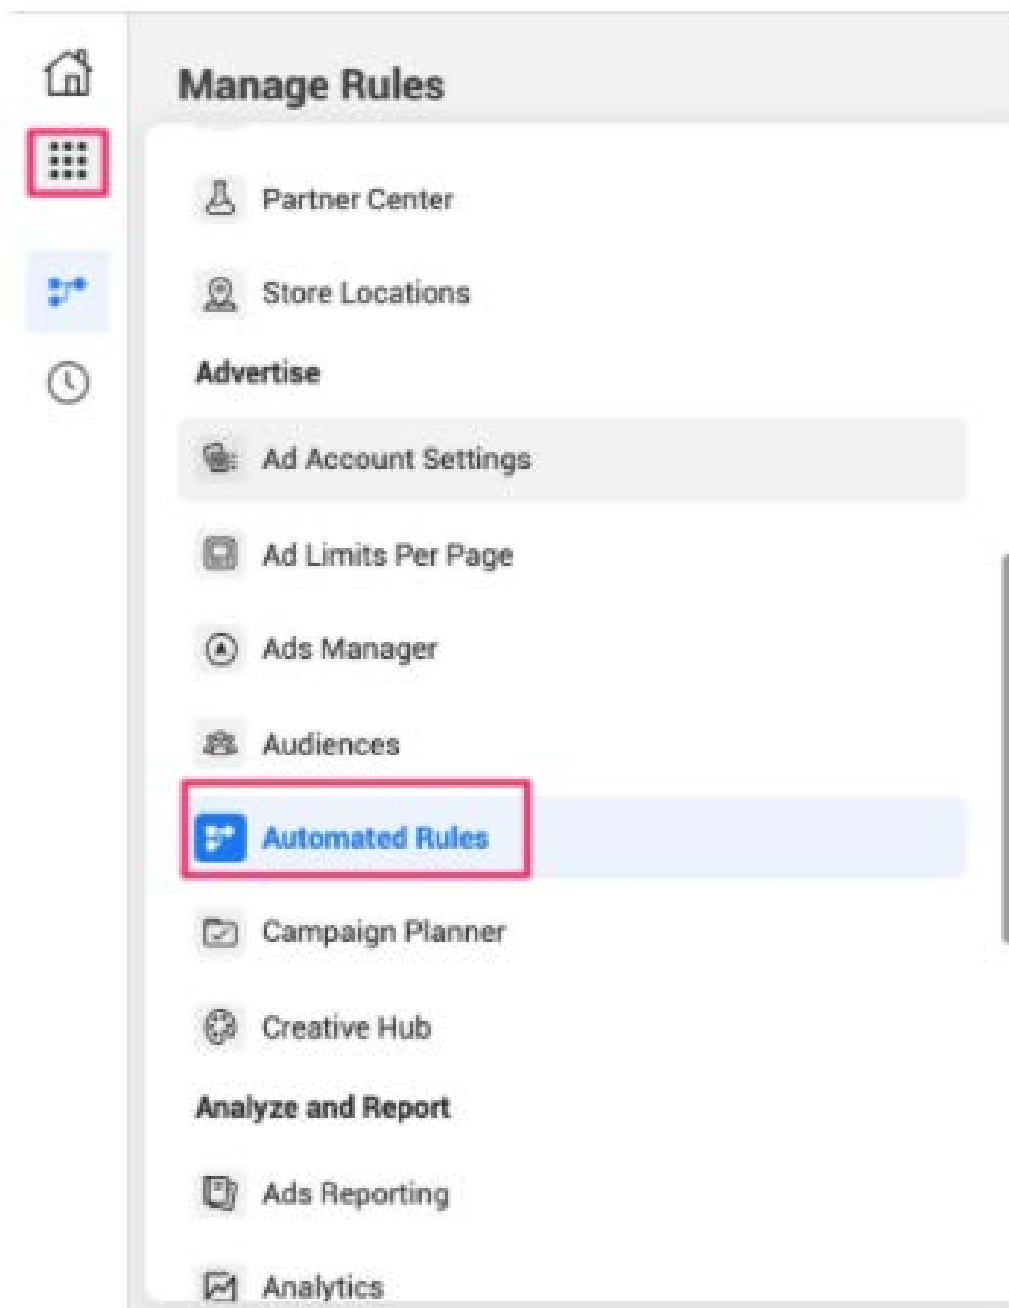 Manage Rules
Partner Center
Store Locations
Advertise
Ad Account Settings
Ad Limits Per Page
Ads Manager
Audiences
Automated Rules
Campaign Planner
Creative Hub
Analyze and Report
Ads Reporting
Analytics